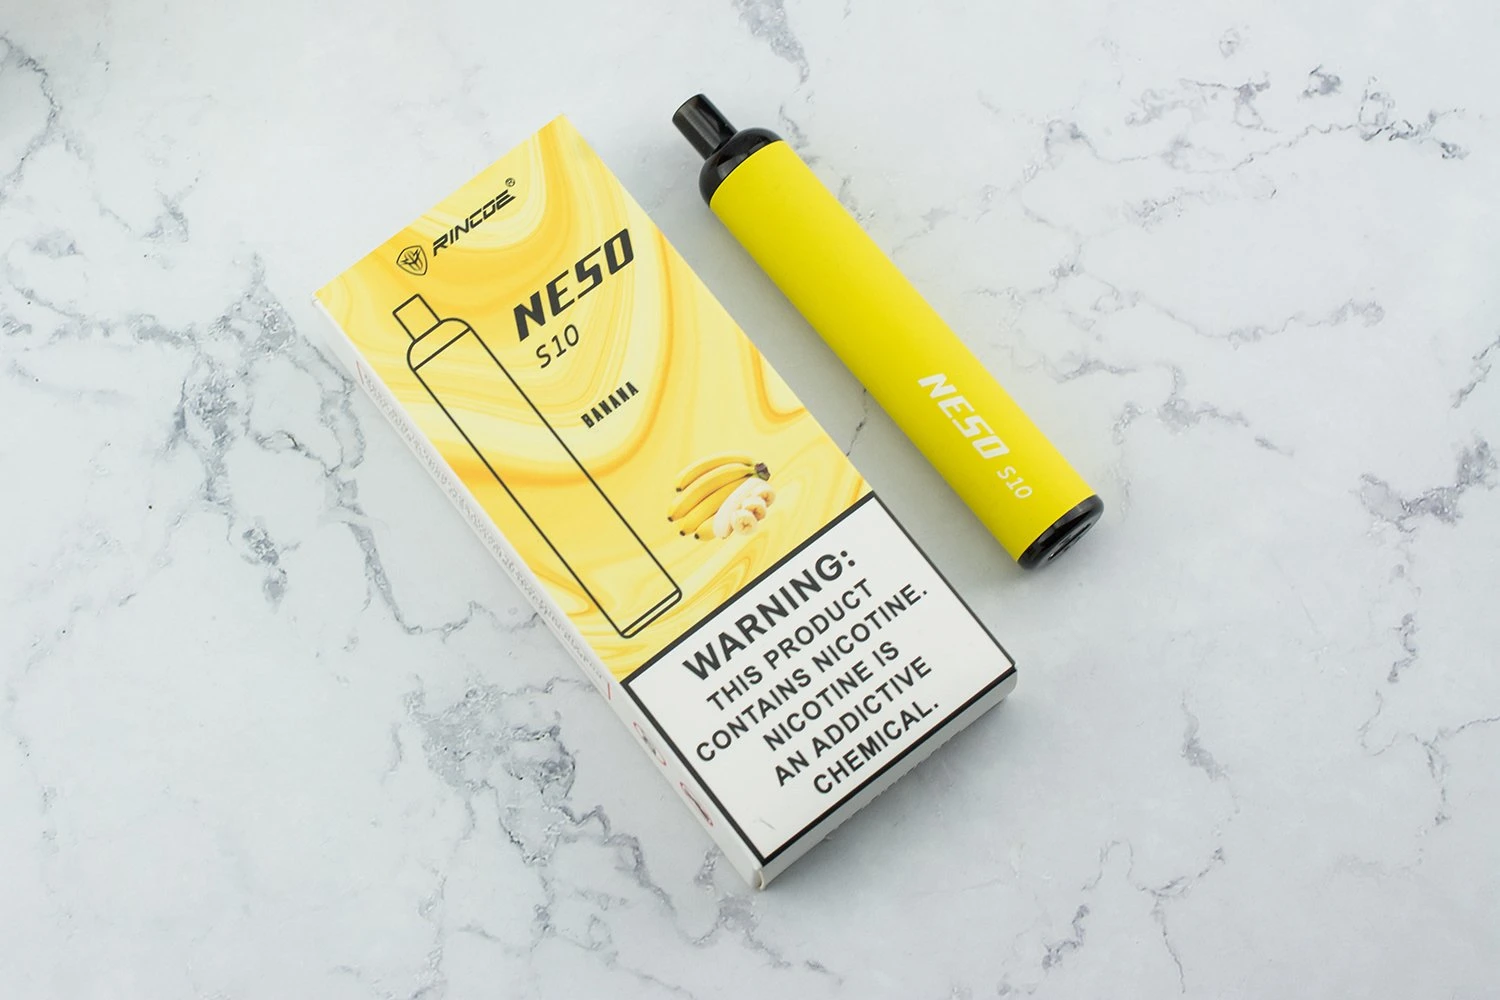 RINCOE®
NESO
S10
BANANA
WARNING:
THIS PRODUCT
CONTAINS NICOTINE.
NICOTINE IS
AN ADDICTIVE
CHEMICAL.
NESO S10